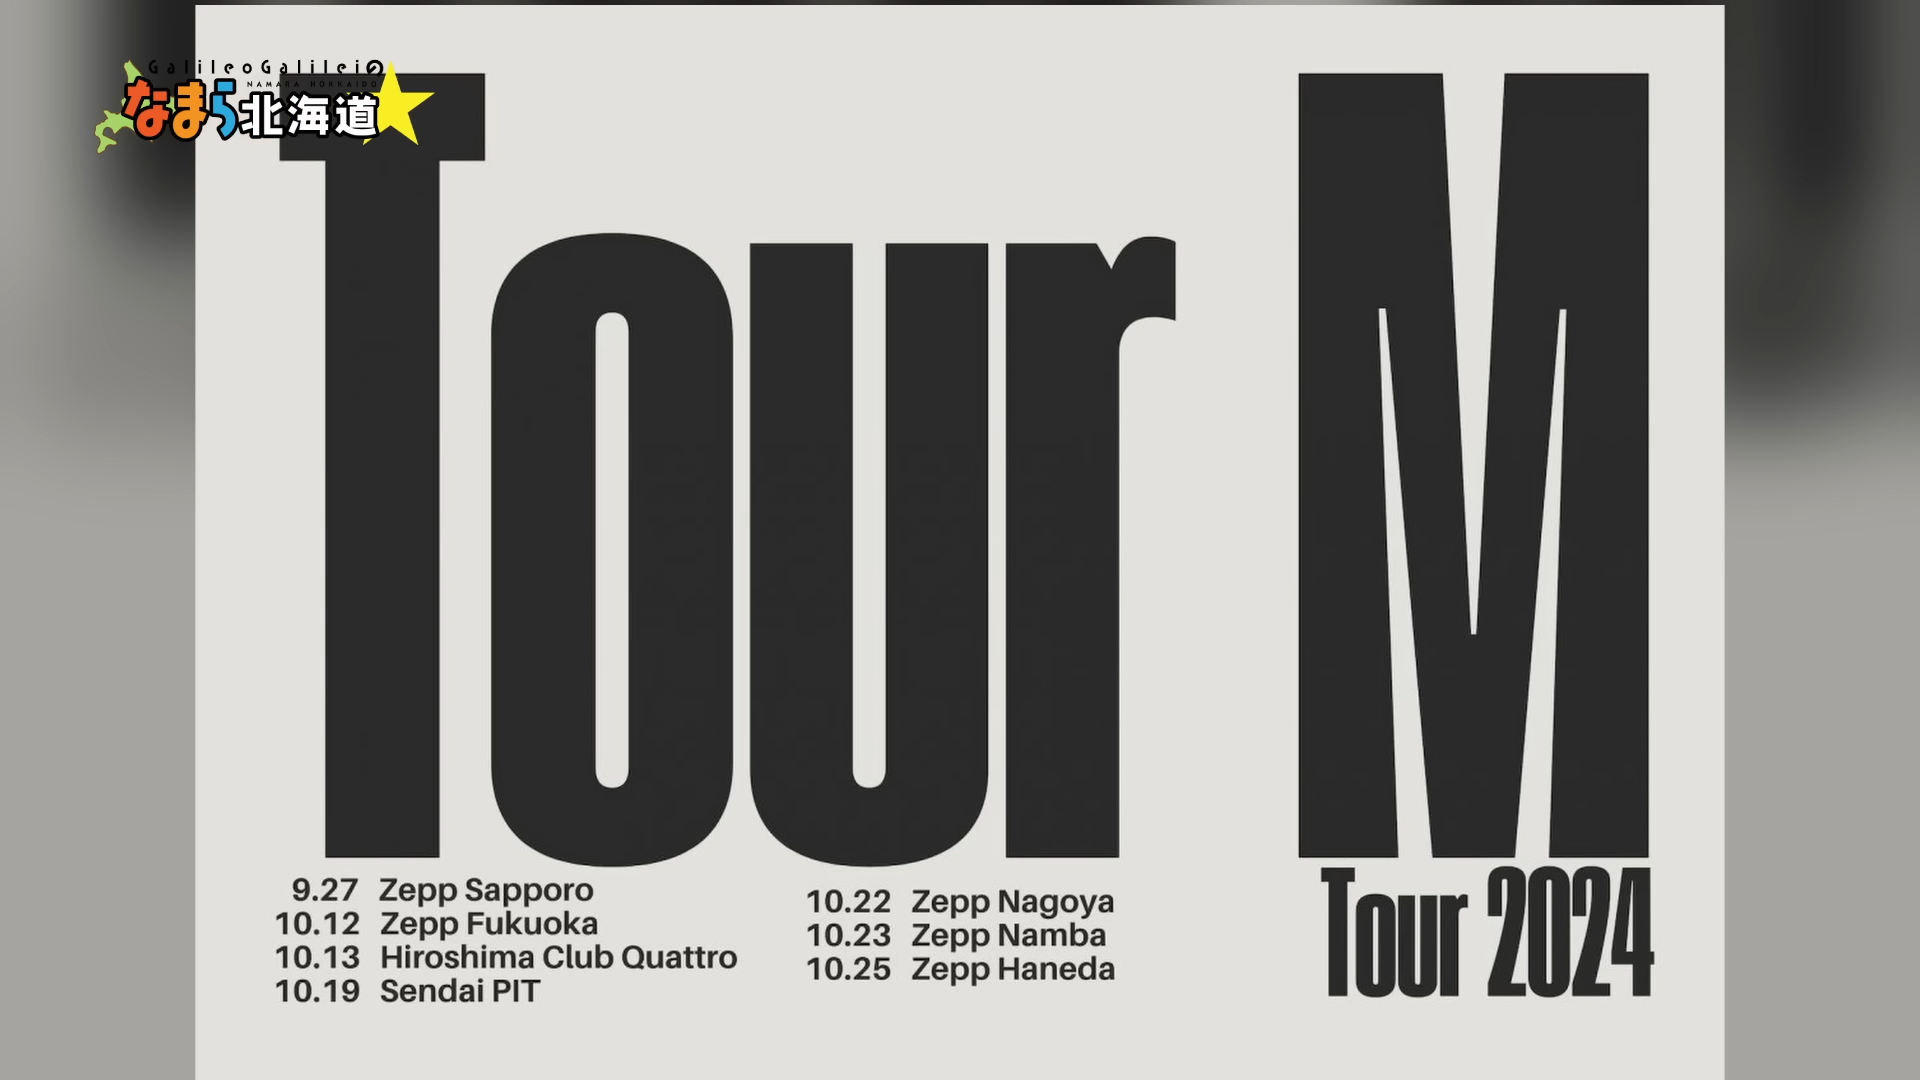 GalileoGalileiの
NAMARA HOKKAIDO
なまら北海道
Tour M
9.27 Zepp Sapporo
10.12 Zepp Fukuoka
10.13 Hiroshima Club Quattro
10.19 Sendai PIT
10.22 Zepp Nagoya
10.23 Zepp Namba
10.25 Zepp Haneda
Tour 2024